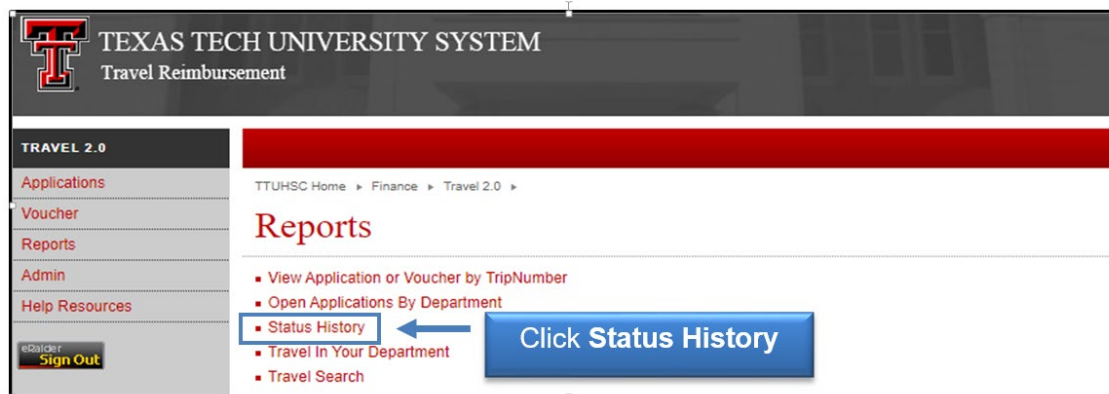 TEXAS TECH UNIVERSITY SYSTEM
Travel Reimbursement
TRAVEL 2.0
Applications
Voucher
Reports
Admin
Help Resources
eRaider
Sign Out
TTUHSC Home ▸ Finance ▸ Travel 2.0 ▸
Reports
View Application or Voucher by TripNumber
Open Applications By Department
Status History
Travel In Your Department
Travel Search
Click Status History